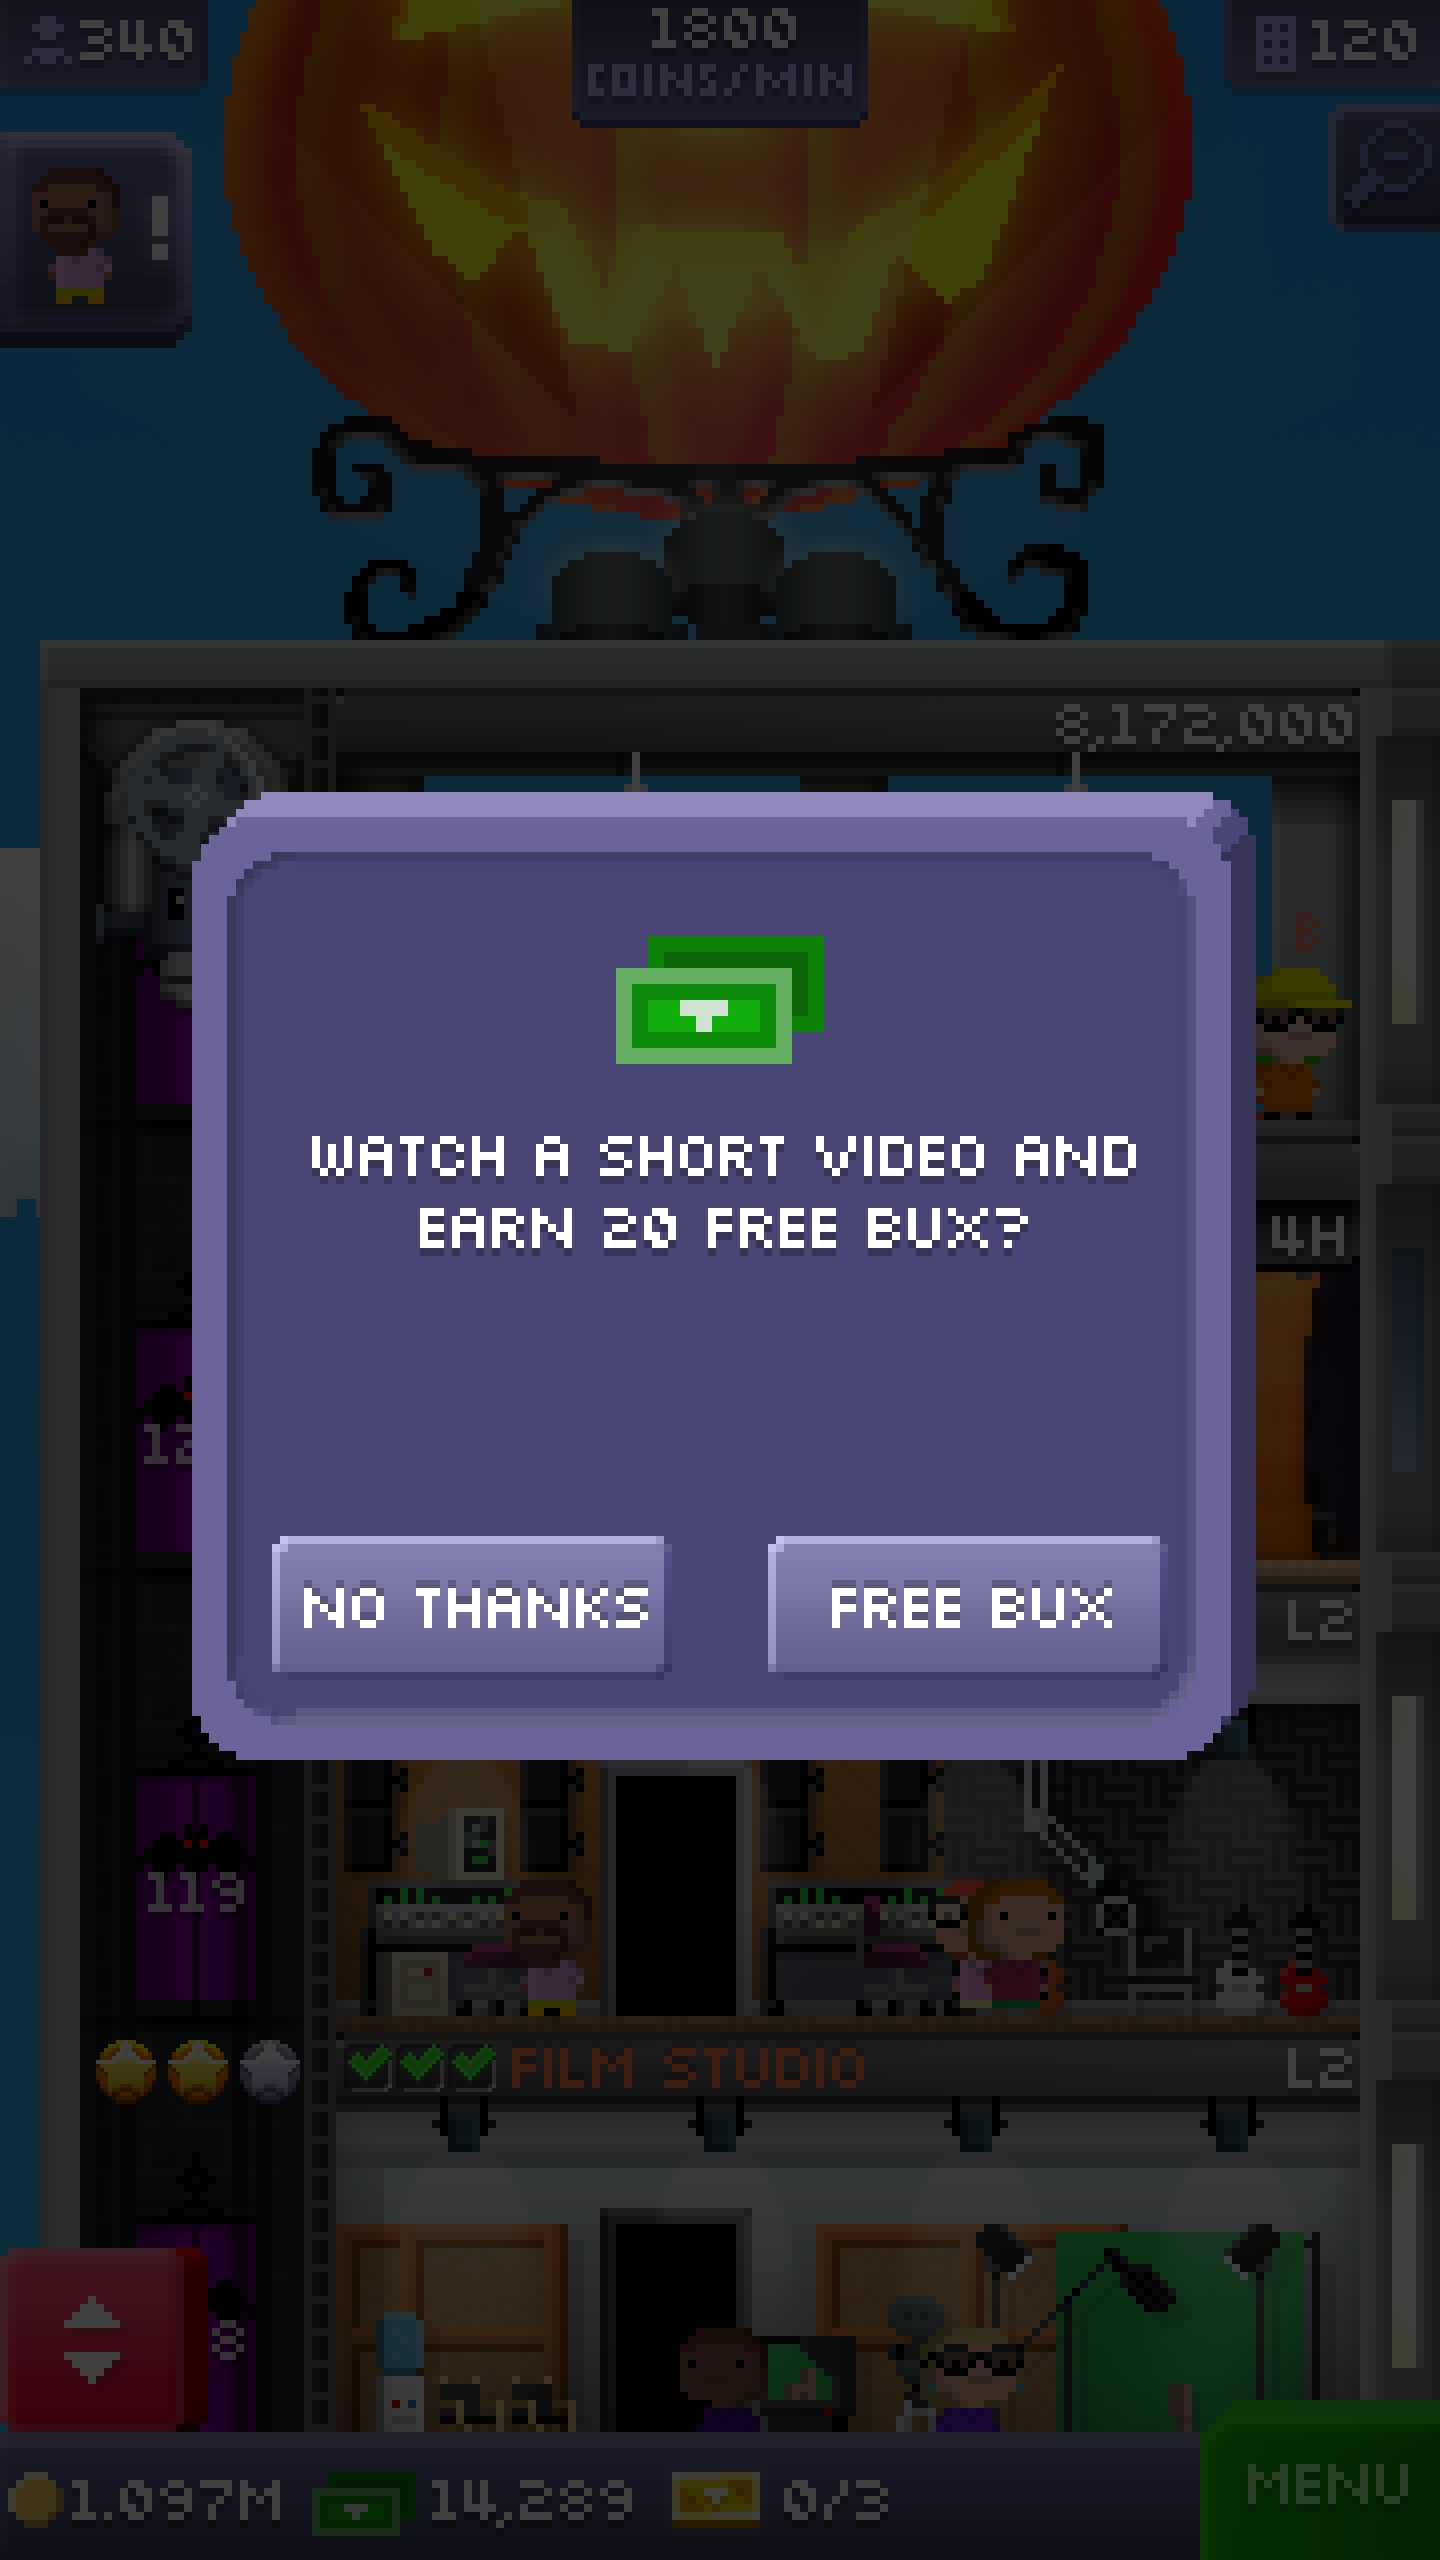 340
1800
COINS/MIN
120
!
8,172,000
B
4H
WATCH A SHORT VIDEO AND
EARN 20 FREE BUX?
NO THANKS
FREE BUX
L2
119
FILM STUDIO
L2
1.097M
14,289
0/3
MENU